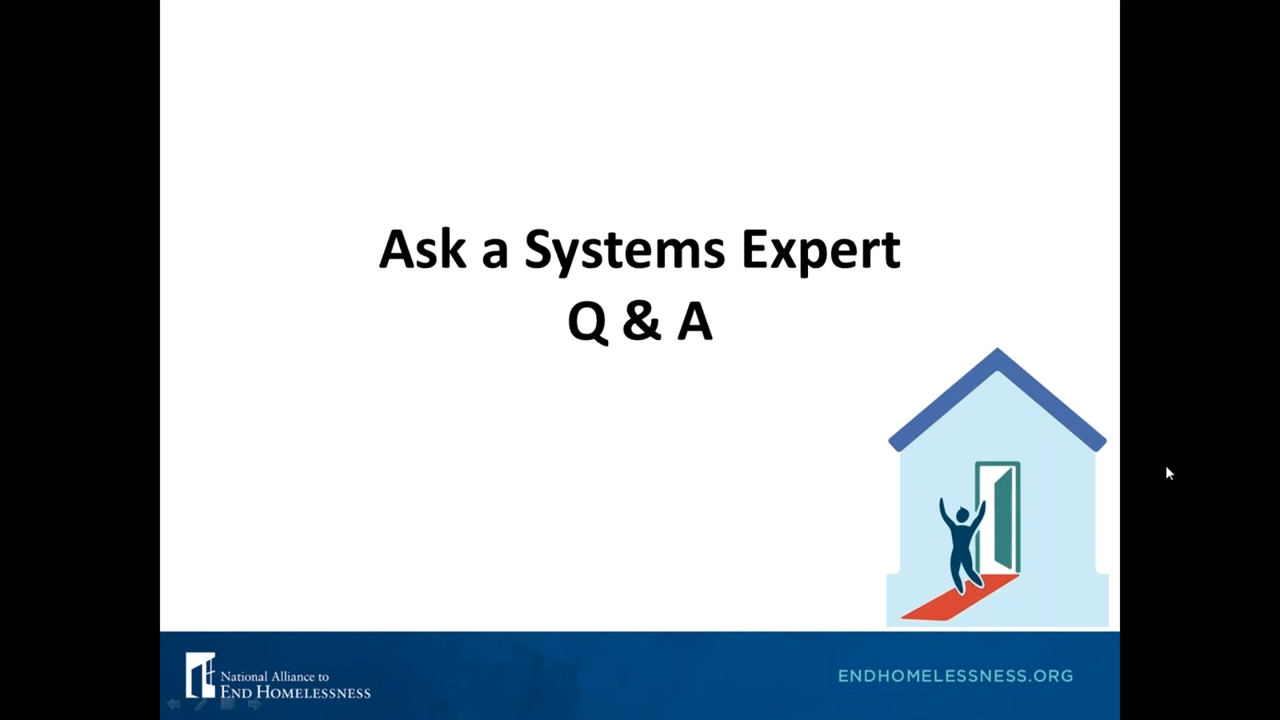 Ask a Systems Expert
Q & A
National Alliance to
END HOMELESSNESS
ENDHOMELESSNESS.ORG